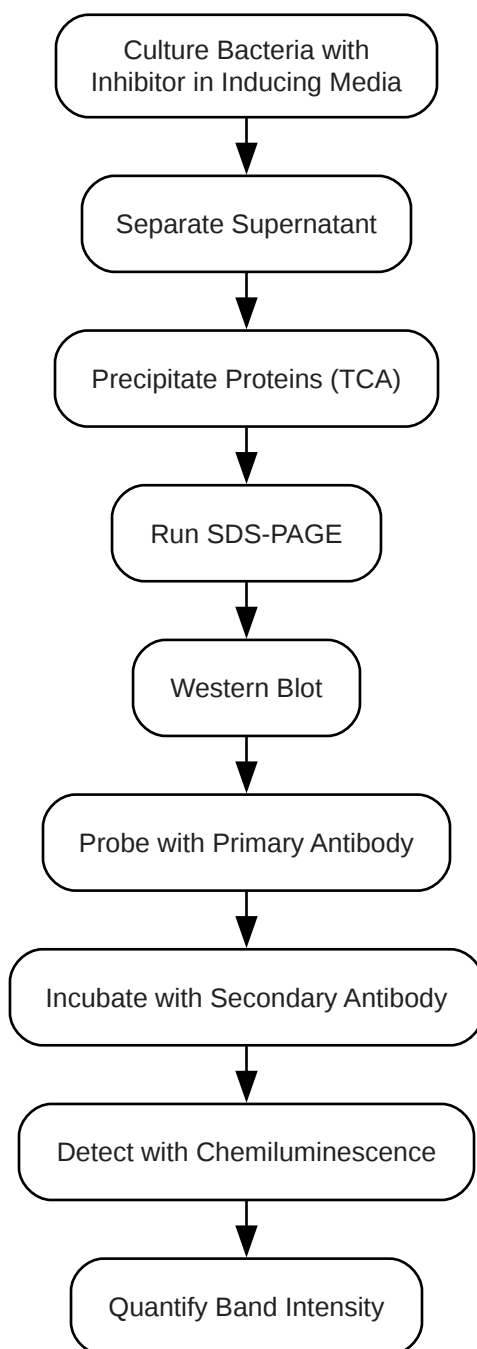 Culture Bacteria with
Inhibitor in Inducing Media
Separate Supernatant
Precipitate Proteins (TCA)
Run SDS-PAGE
Western Blot
Probe with Primary Antibody
Incubate with Secondary Antibody
Detect with Chemiluminescence
Quantify Band Intensity